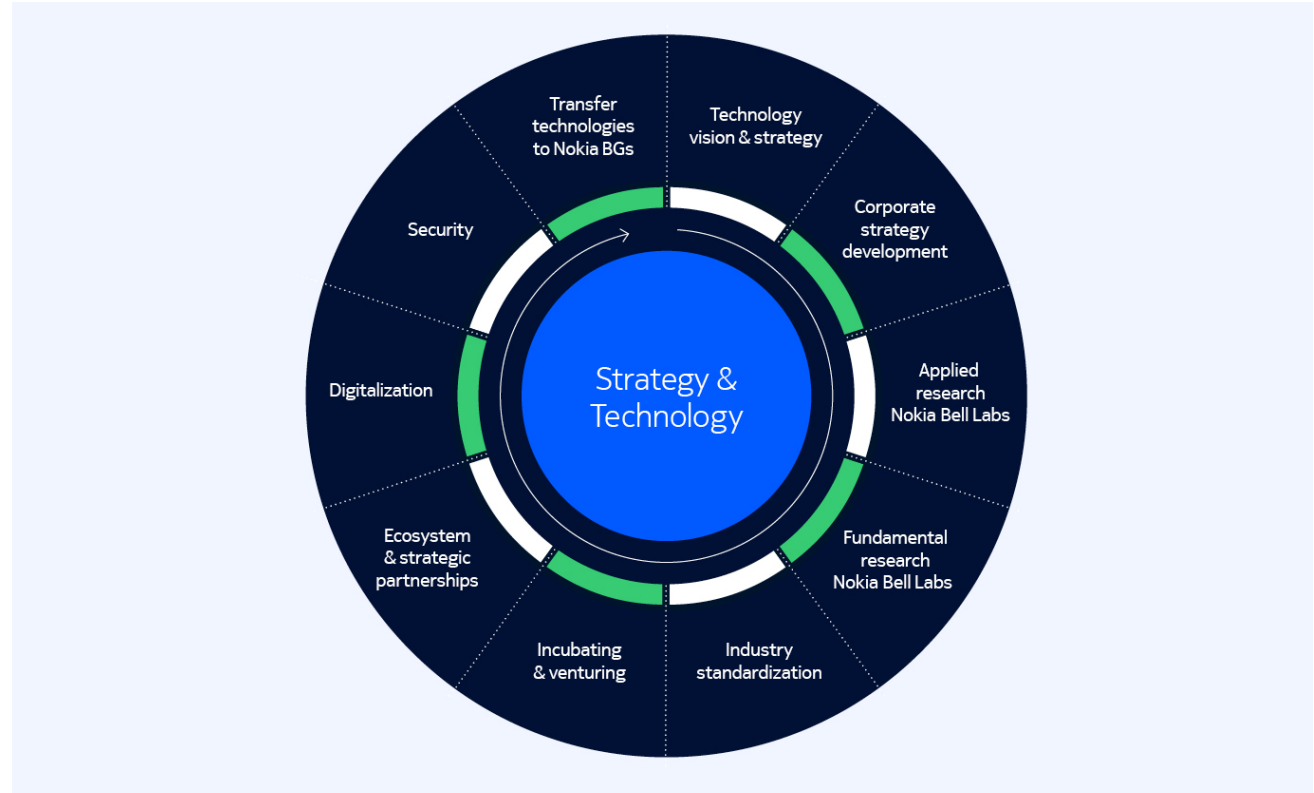 Strategy &
Technology
Technology
vision & strategy
Corporate
strategy
development
Applied
research
Nokia Bell Labs
Fundamental
research
Nokia Bell Labs
Industry
standardization
Incubating
& venturing
Ecosystem
& strategic
partnerships
Digitalization
Security
Transfer
technologies
to Nokia BGs